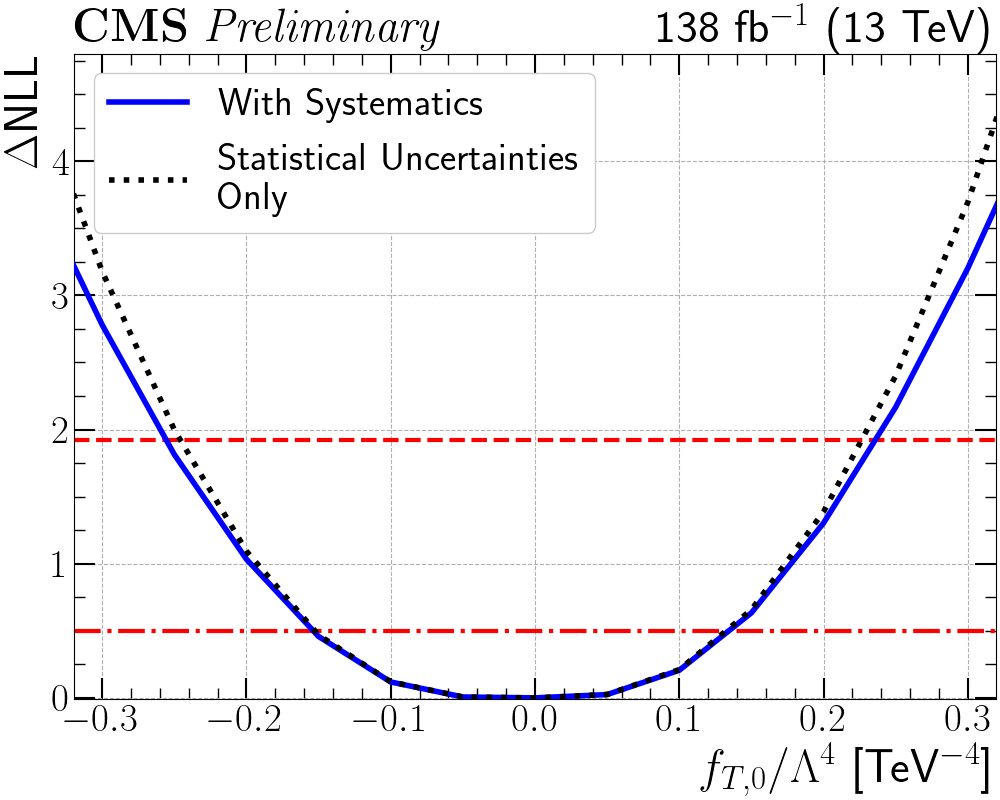 CMS Preliminary 138 fb⁻¹ (13 TeV)
ΔNLL
With Systematics
Statistical Uncertainties
Only
4
3
2
1
0
−0.3 −0.2 −0.1 0.0 0.1 0.2 0.3
f_{T,0}/Λ⁴ [TeV⁻⁴]